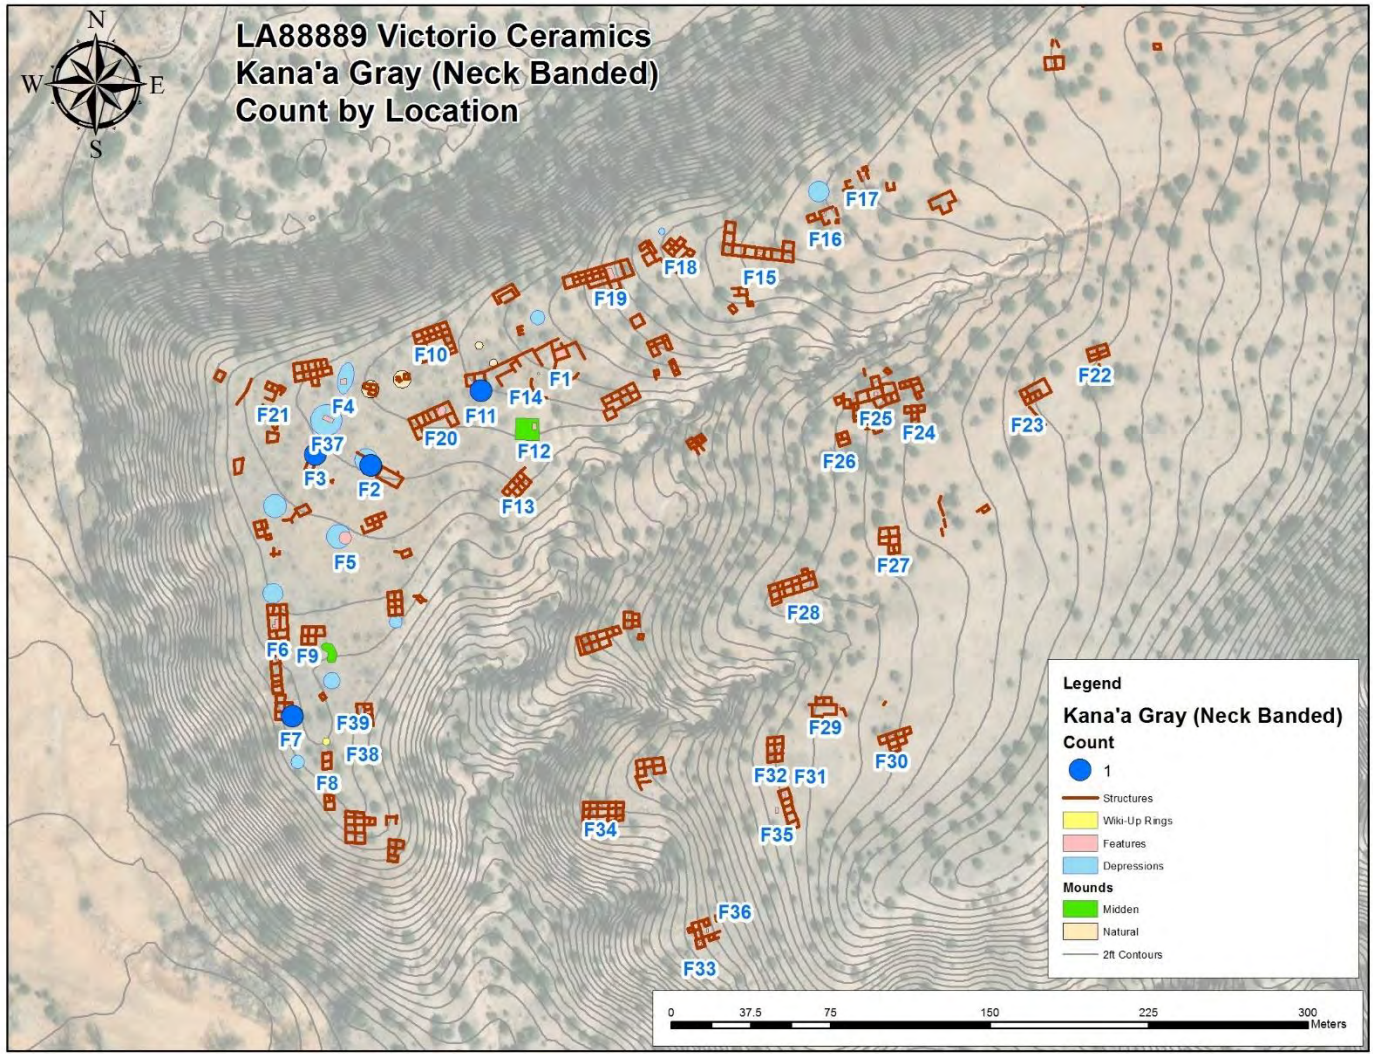 N
W
E
S
LA88889 Victorio Ceramics
Kana'a Gray (Neck Banded)
Count by Location
F17
F16
F18
F15
F19
F10
F1
F22
F21
F4
F11
F14
F25
F24
F23
F37
F20
F12
F26
F3
F2
F13
F5
F27
F28
F6
F9
F39
F29
F7
F38
F30
F8
F32
F31
F34
F35
F36
F33
Legend
Kana'a Gray (Neck Banded)
Count
1
Structures
Wiki-Up Rings
Features
Depressions
Mounds
Midden
Natural
2ft Contours
0 37.5 75 150 225 300
Meters